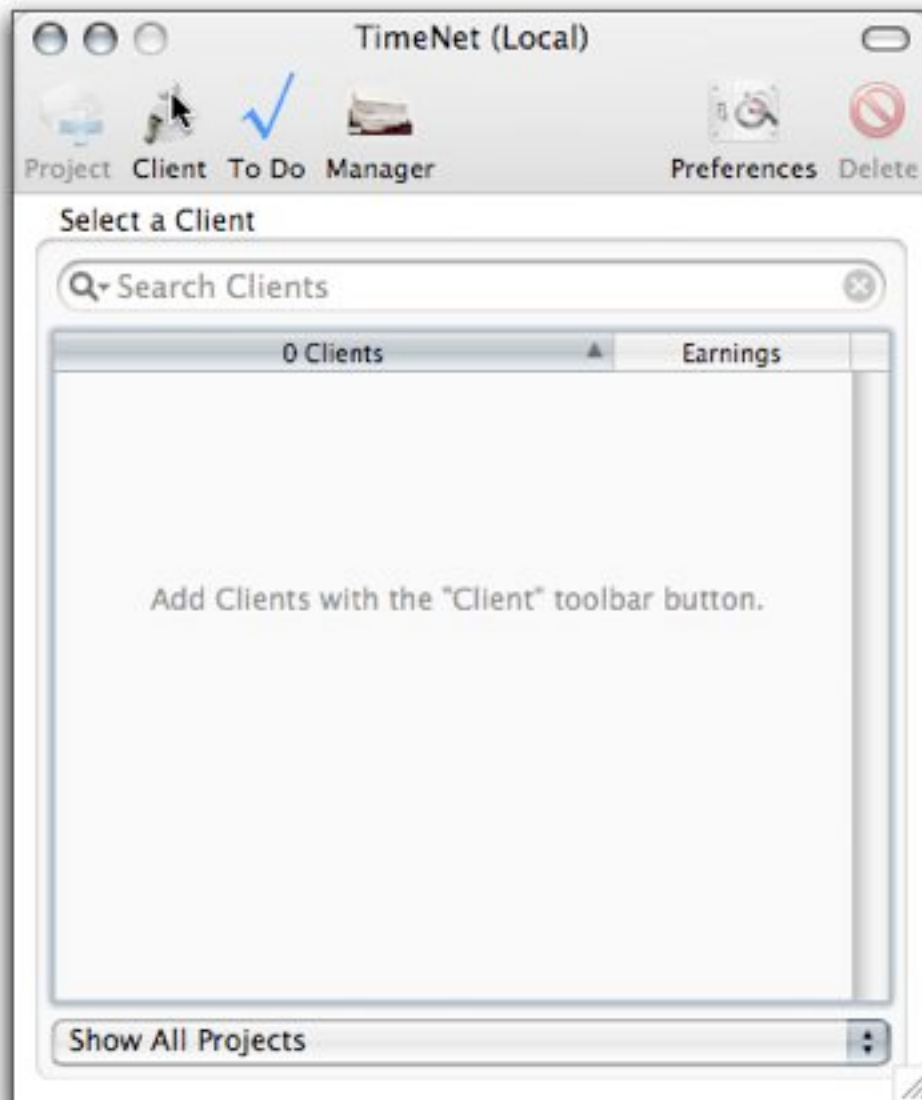 TimeNet (Local)
Project Client To Do Manager Preferences Delete
Select a Client
Search Clients
0 Clients Earnings
Add Clients with the "Client" toolbar button.
Show All Projects